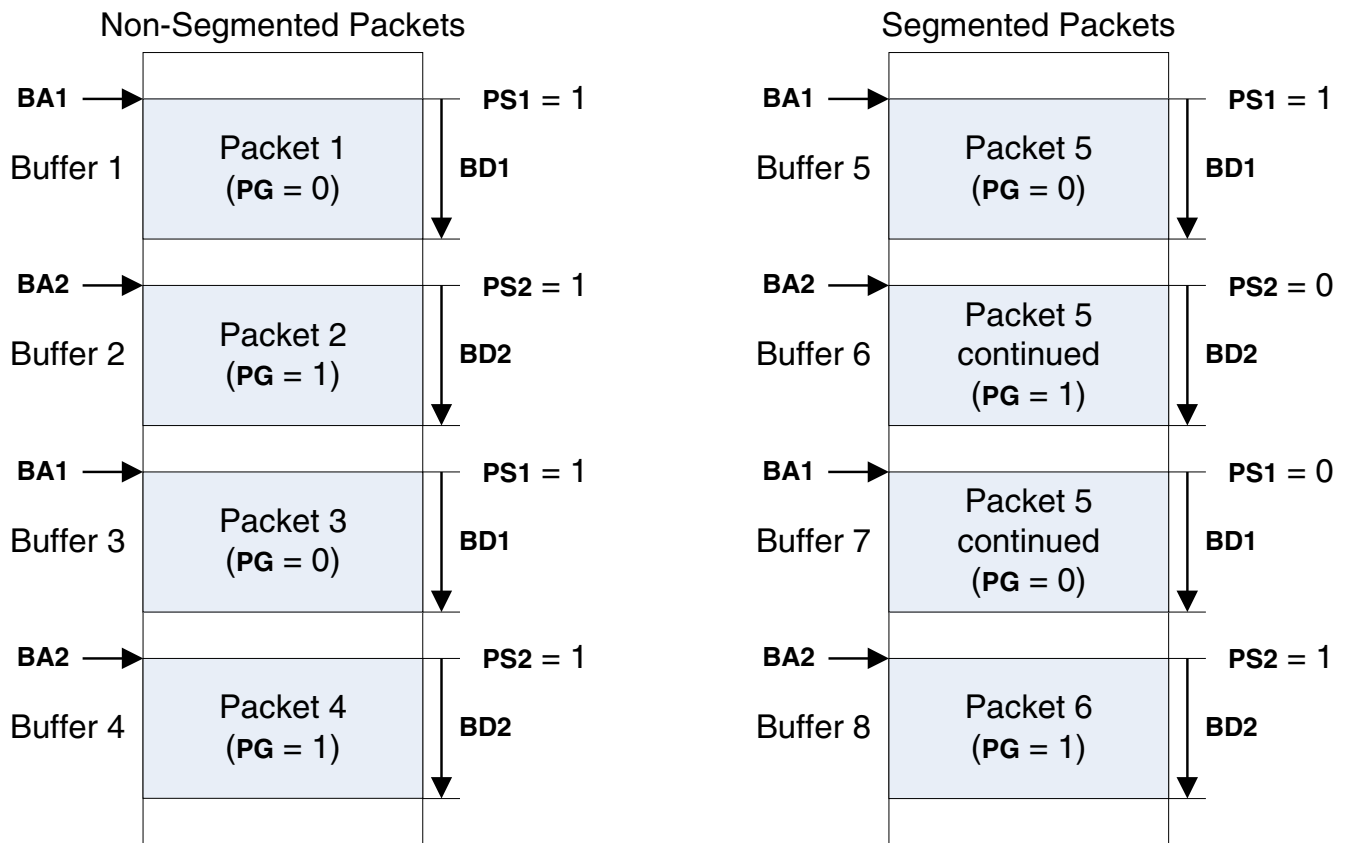 Non-Segmented Packets
BA1
PS1 = 1
Buffer 1
Packet 1
(PG = 0)
BD1
BA2
PS2 = 1
Buffer 2
Packet 2
(PG = 1)
BD2
BA1
PS1 = 1
Buffer 3
Packet 3
(PG = 0)
BD1
BA2
PS2 = 1
Buffer 4
Packet 4
(PG = 1)
BD2
Segmented Packets
BA1
PS1 = 1
Buffer 5
Packet 5
(PG = 0)
BD1
BA2
PS2 = 0
Buffer 6
Packet 5
continued
(PG = 1)
BD2
BA1
PS1 = 0
Buffer 7
Packet 5
continued
(PG = 0)
BD1
BA2
PS2 = 1
Buffer 8
Packet 6
(PG = 1)
BD2